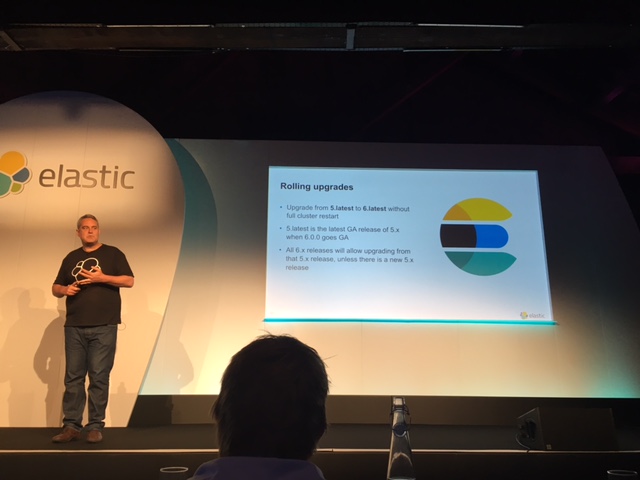 elastic
Rolling upgrades
• Upgrade from 5.latest to 6.latest without
full cluster restart
• 5.latest is the latest GA release of 5.x
when 6.0.0 goes GA
• All 6.x releases will allow upgrading from
that 5.x release, unless there is a new 5.x
release
elastic